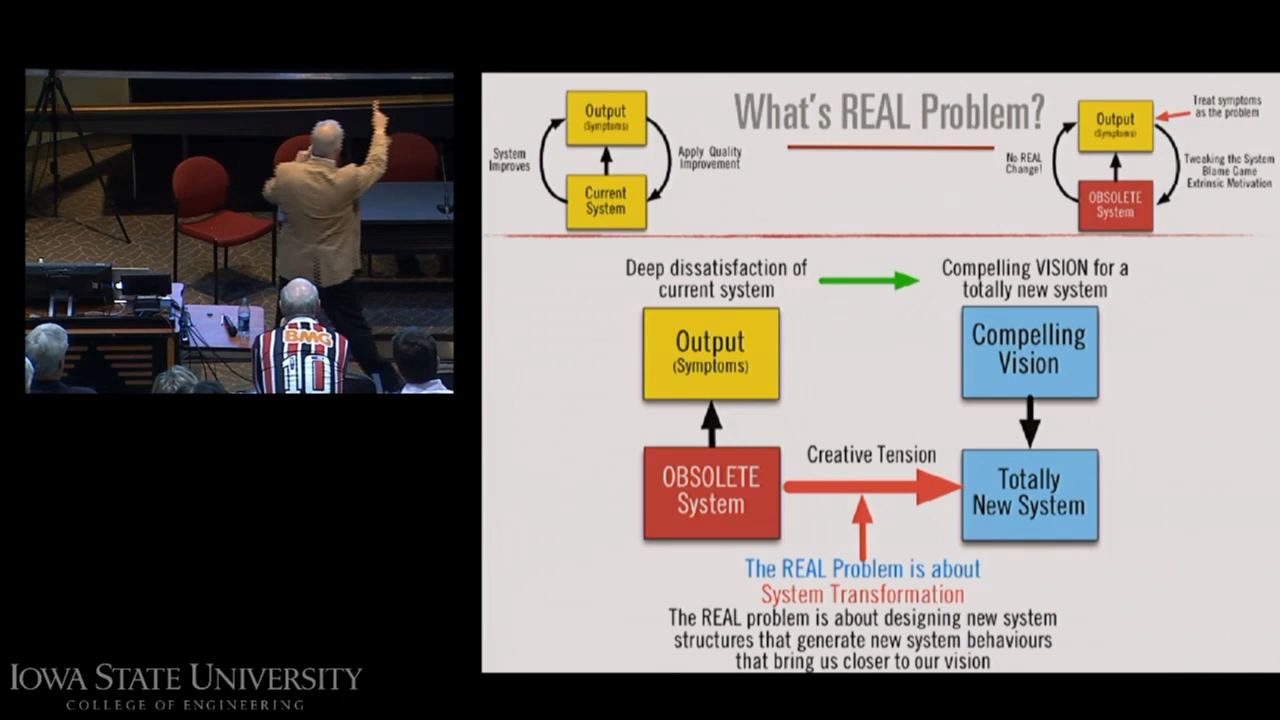 What's REAL Problem?
Output
(Symptoms)
System
Improves
Apply Quality
Improvement
Current
System
Output
(Symptoms)
Treat symptoms
as the problem
No REAL
Change!
Tweaking the System
Blame Game
Extrinsic Motivation
OBSOLETE
System
Deep dissatisfaction of
current system
Compelling VISION for a
totally new system
Output
(Symptoms)
Compelling
Vision
OBSOLETE
System
Creative Tension
Totally
New System
The REAL Problem is about
System Transformation
The REAL problem is about designing new system
structures that generate new system behaviours
that bring us closer to our vision
BMG
10
IOWA STATE UNIVERSITY
COLLEGE OF ENGINEERING